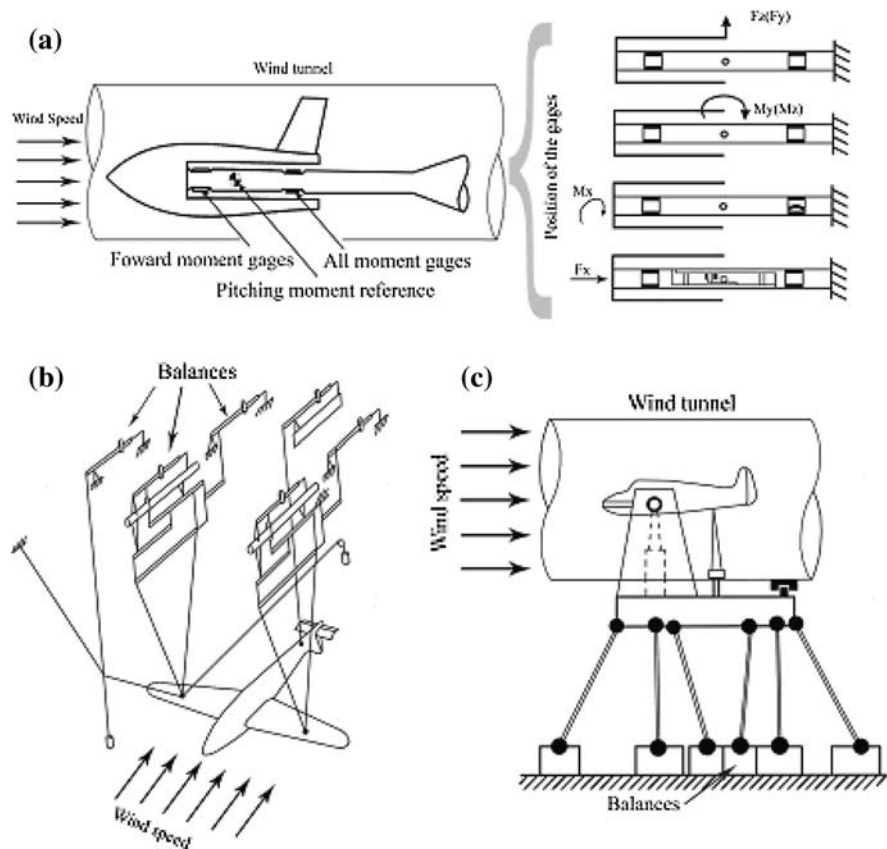 (a)
Wind tunnel
Wind Speed
Foward moment gages
All moment gages
Pitching moment reference
Position of the gages
Fz(Fy)
My(Mz)
Mx
Fx
(b)
Balances
Wind speed
(c)
Wind tunnel
Wind speed
Balances